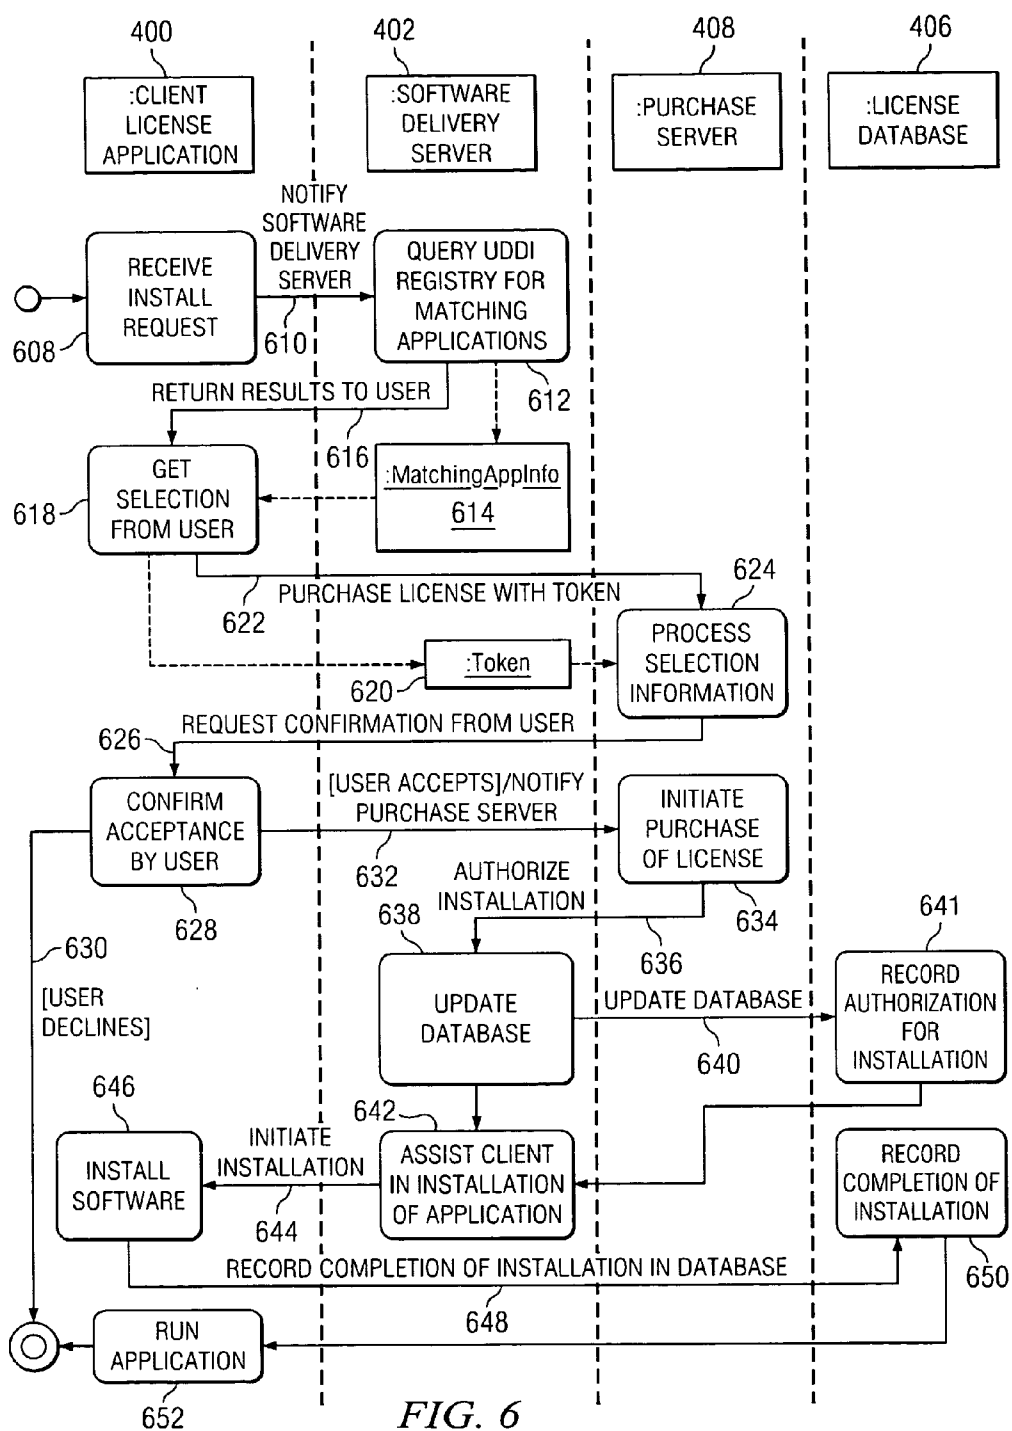 400
402
408
406
:CLIENT
LICENSE
APPLICATION
:SOFTWARE
DELIVERY
SERVER
:PURCHASE
SERVER
:LICENSE
DATABASE
NOTIFY
SOFTWARE
DELIVERY
SERVER
RECEIVE
INSTALL
REQUEST
QUERY UDDI
REGISTRY FOR
MATCHING
APPLICATIONS
608
610
612
RETURN RESULTS TO USER
616
GET
SELECTION
FROM USER
618
:MatchingAppInfo
614
622
PURCHASE LICENSE WITH TOKEN
624
PROCESS
SELECTION
INFORMATION
:Token
620
REQUEST CONFIRMATION FROM USER
626
CONFIRM
ACCEPTANCE
BY USER
[USER ACCEPTS]/NOTIFY
PURCHASE SERVER
INITIATE
PURCHASE
OF LICENSE
632
628
AUTHORIZE
INSTALLATION
634
638
636
641
630
[USER
DECLINES]
UPDATE
DATABASE
UPDATE DATABASE
640
RECORD
AUTHORIZATION
FOR
INSTALLATION
646
642
INSTALL
SOFTWARE
INITIATE
INSTALLATION
644
ASSIST CLIENT
IN INSTALLATION
OF APPLICATION
RECORD
COMPLETION OF
INSTALLATION
RECORD COMPLETION OF INSTALLATION IN DATABASE
648
650
RUN
APPLICATION
652
FIG. 6